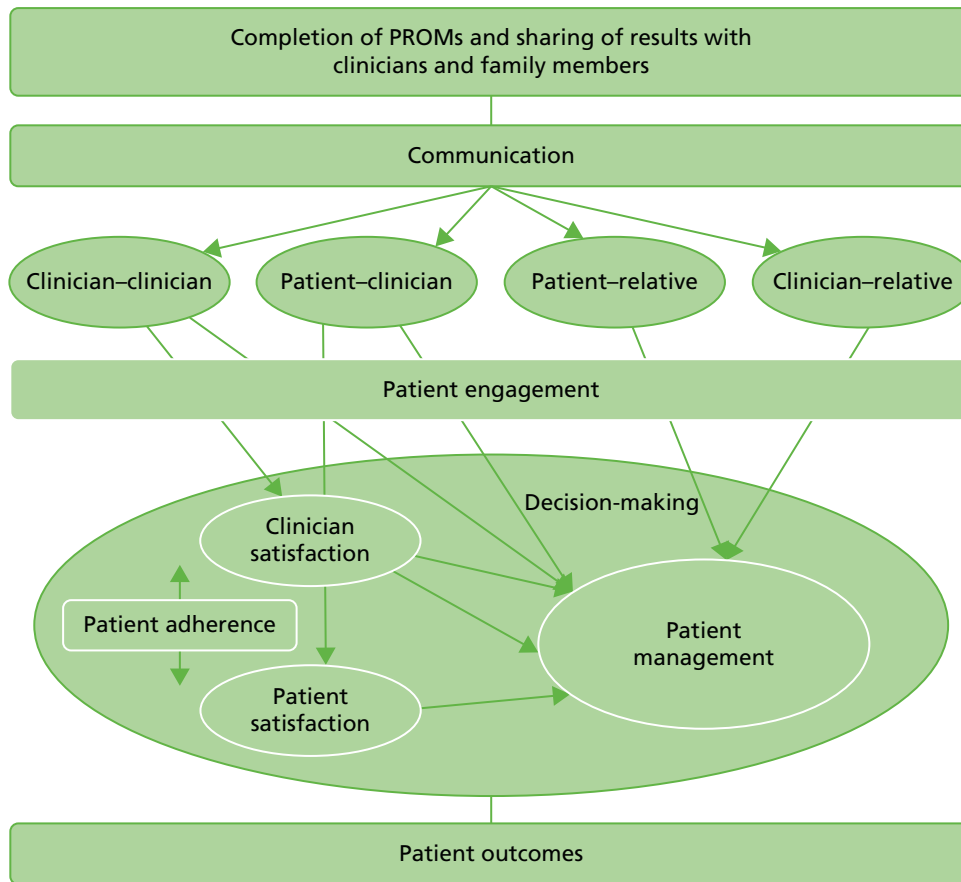 Completion of PROMs and sharing of results with
clinicians and family members
Communication
Clinician–clinician
Patient–clinician
Patient–relative
Clinician–relative
Patient engagement
Decision-making
Clinician
satisfaction
Patient adherence
Patient
management
Patient
satisfaction
Patient outcomes